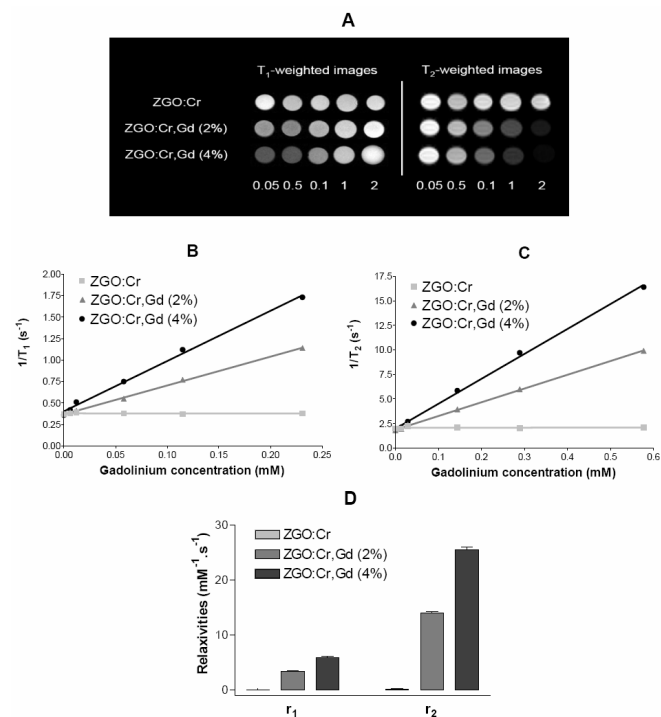 A
T1-weighted images T2-weighted images
ZGO:Cr
ZGO:Cr,Gd (2%)
ZGO:Cr,Gd (4%)
0.05 0.5 0.1 1 2 0.05 0.5 0.1 1 2
B
2.00
1.75
1.50
1.25
1.00
0.75
0.50
0.25
0.00
1/T1 (s-1)
ZGO:Cr
ZGO:Cr,Gd (2%)
ZGO:Cr,Gd (4%)
0.00 0.05 0.10 0.15 0.20 0.25
Gadolinium concentration (mM)
C
17.5
15.0
12.5
10.0
7.5
5.0
2.5
0.0
1/T2 (s-1)
ZGO:Cr
ZGO:Cr,Gd (2%)
ZGO:Cr,Gd (4%)
0.0 0.1 0.2 0.3 0.4 0.5 0.6
Gadolinium concentration (mM)
D
30
20
10
0
Relaxivities (mM-1.s-1)
ZGO:Cr
ZGO:Cr,Gd (2%)
ZGO:Cr,Gd (4%)
r1 r2